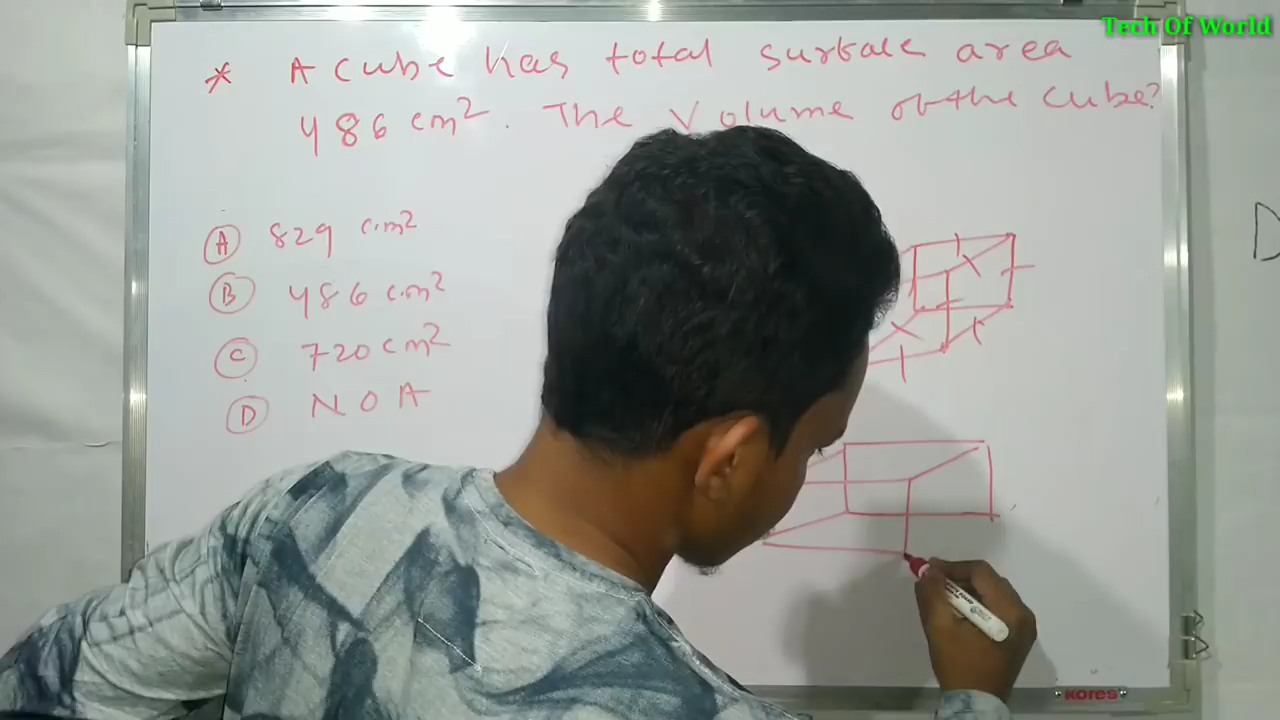 Tech Of World
* A cube has total surface area
486 cm². The Volume of the cube?
A 829 cm²
B 486 cm²
C 720 cm²
D NOA
KORES